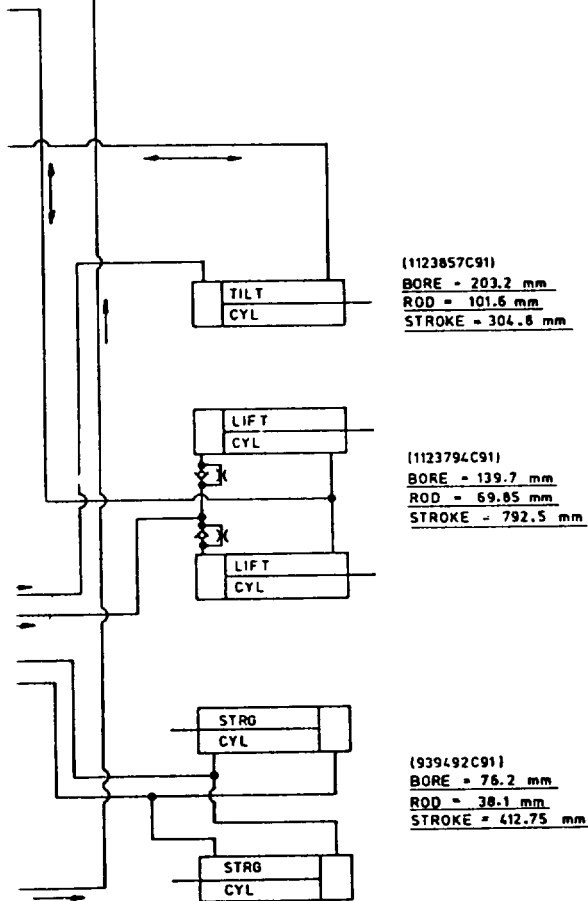 (1123857C91)
BORE = 203.2 mm
ROD = 101.6 mm
STROKE = 304.8 mm
TILT
CYL
LIFT
CYL
(1123794C91)
BORE = 139.7 mm
ROD = 69.85 mm
STROKE = 792.5 mm
LIFT
CYL
STRG
CYL
(939492C91)
BORE = 76.2 mm
ROD = 38.1 mm
STROKE = 412.75 mm
STRG
CYL